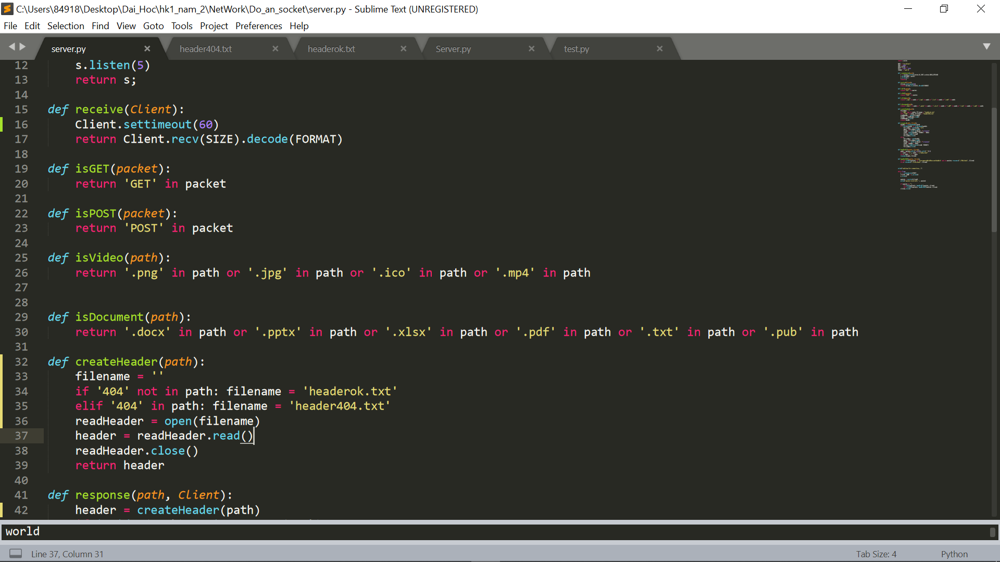 C:\Users\84918\Desktop\Dai_Hoc\hk1_nam_2\NetWork\Do_an_socket\server.py - Sublime Text (UNREGISTERED)
File Edit Selection Find View Goto Tools Project Preferences Help
server.py header404.txt headerok.txt Server.py test.py
12     s.listen(5)
13     return s;
14
15 def receive(Client):
16     Client.settimeout(60)
17     return Client.recv(SIZE).decode(FORMAT)
18
19 def isGET(packet):
20     return 'GET' in packet
21
22 def isPOST(packet):
23     return 'POST' in packet
24
25 def isVideo(path):
26     return '.png' in path or '.jpg' in path or '.ico' in path or '.mp4' in path
27
28
29 def isDocument(path):
30     return '.docx' in path or '.pptx' in path or '.xlsx' in path or '.pdf' in path or '.txt' in path or '.pub' in path
31
32 def createHeader(path):
33     filename = ''
34     if '404' not in path: filename = 'headerok.txt'
35     elif '404' in path: filename = 'header404.txt'
36     readHeader = open(filename)
37     header = readHeader.read()
38     readHeader.close()
39     return header
40
41 def response(path, Client):
42     header = createHeader(path)
world
Line 37, Column 31 Tab Size: 4 Python